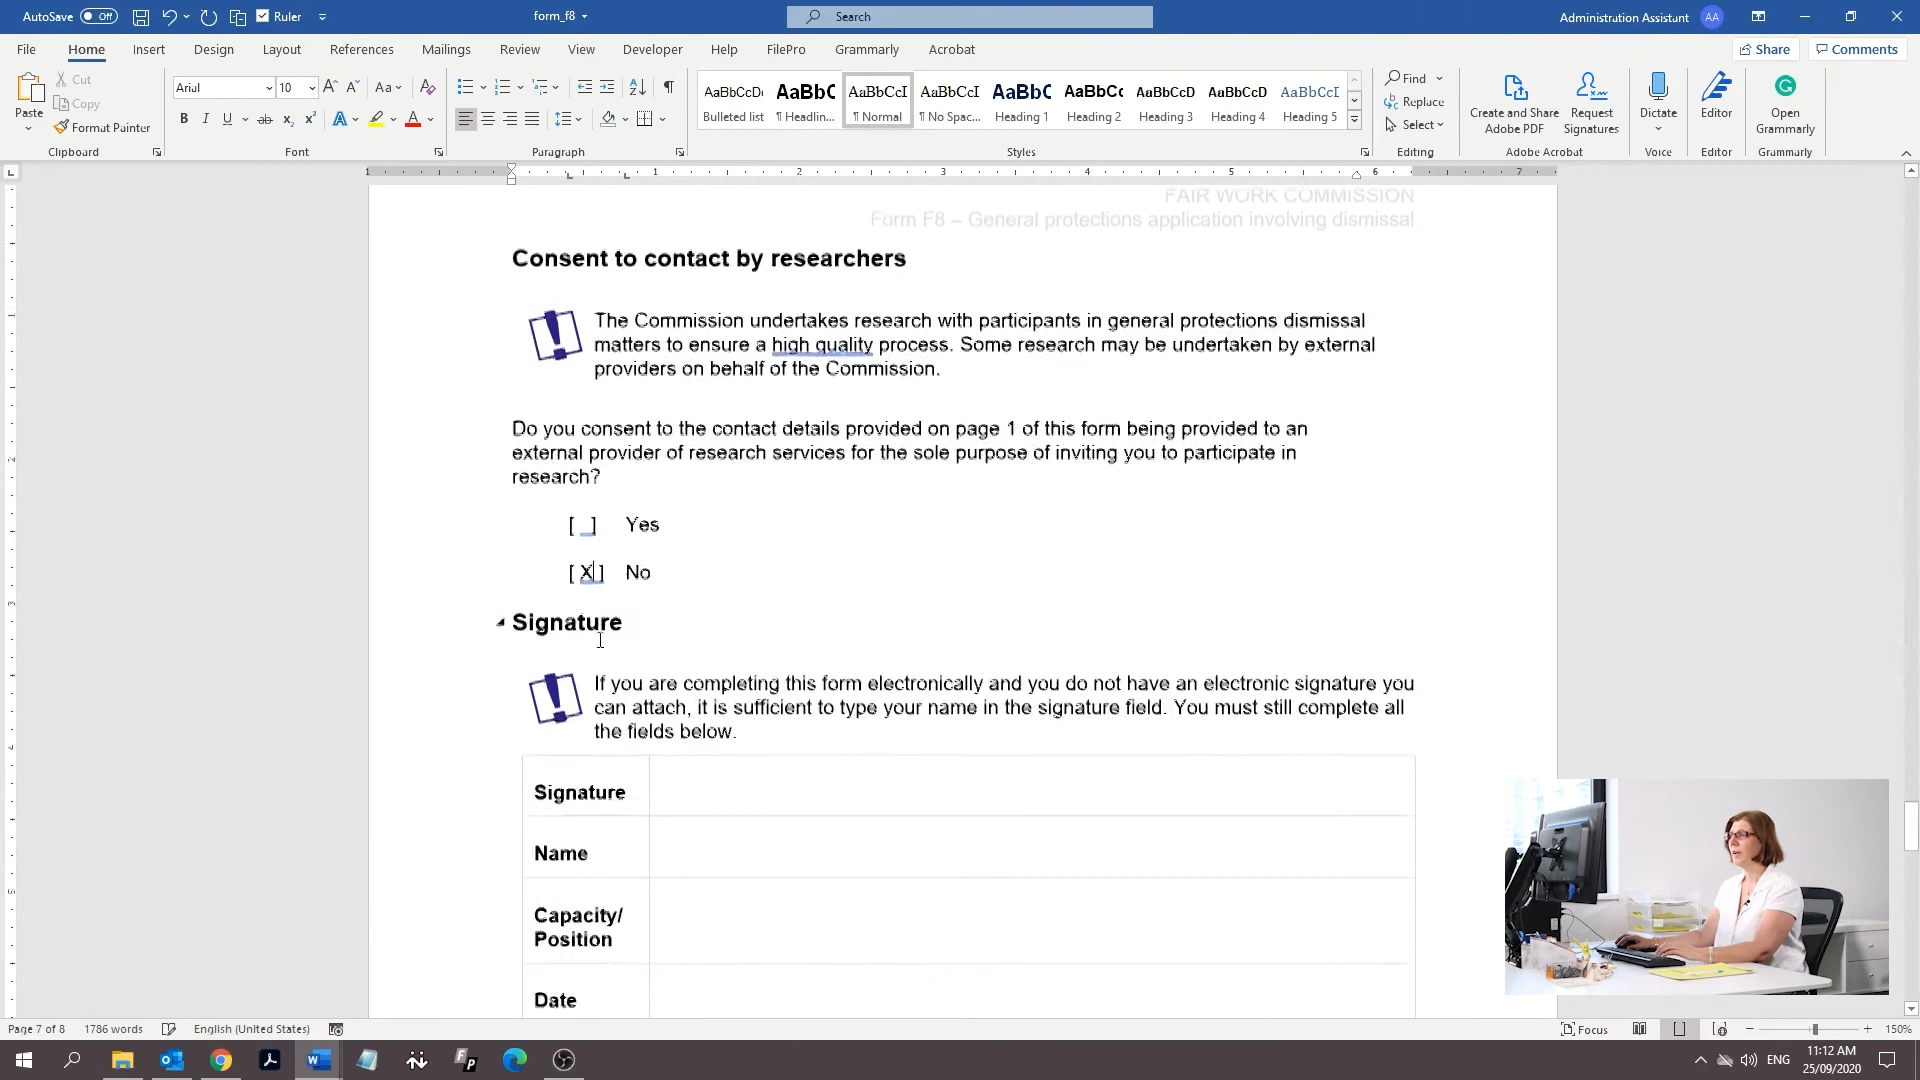 AutoSave Off Ruler form_f8 Search Administration Assistant AA
File Home Insert Design Layout References Mailings Review View Developer Help FilePro Grammarly Acrobat Share Comments
Cut
Copy
Paste Format Painter
Arial 10
AaBbCcDc AaBbC AaBbCcI AaBbCcI AaBbC AaBbCc AaBbCcD AaBbCcD AaBbCcI
Bulleted list ¶ Headlin... ¶ Normal ¶ No Spac... Heading 1 Heading 2 Heading 3 Heading 4 Heading 5
Find
Replace
Select
Create and Share Adobe PDF
Request Signatures
Dictate
Editor
Open Grammarly
Clipboard Font Paragraph Styles Editing Adobe Acrobat Voice Editor Grammarly
1 1 2 3 4 5 6 7
FAIR WORK COMMISSION
Form F8 – General protections application involving dismissal
Consent to contact by researchers
The Commission undertakes research with participants in general protections dismissal
matters to ensure a high quality process. Some research may be undertaken by external
providers on behalf of the Commission.
Do you consent to the contact details provided on page 1 of this form being provided to an
external provider of research services for the sole purpose of inviting you to participate in
research?
[ ] Yes
[ X ] No
Signature
If you are completing this form electronically and you do not have an electronic signature you
can attach, it is sufficient to type your name in the signature field. You must still complete all
the fields below.
Signature
Name
Capacity/
Position
Date
Page 7 of 8 1786 words English (United States) Focus 150%
ENG 11:12 AM
25/09/2020